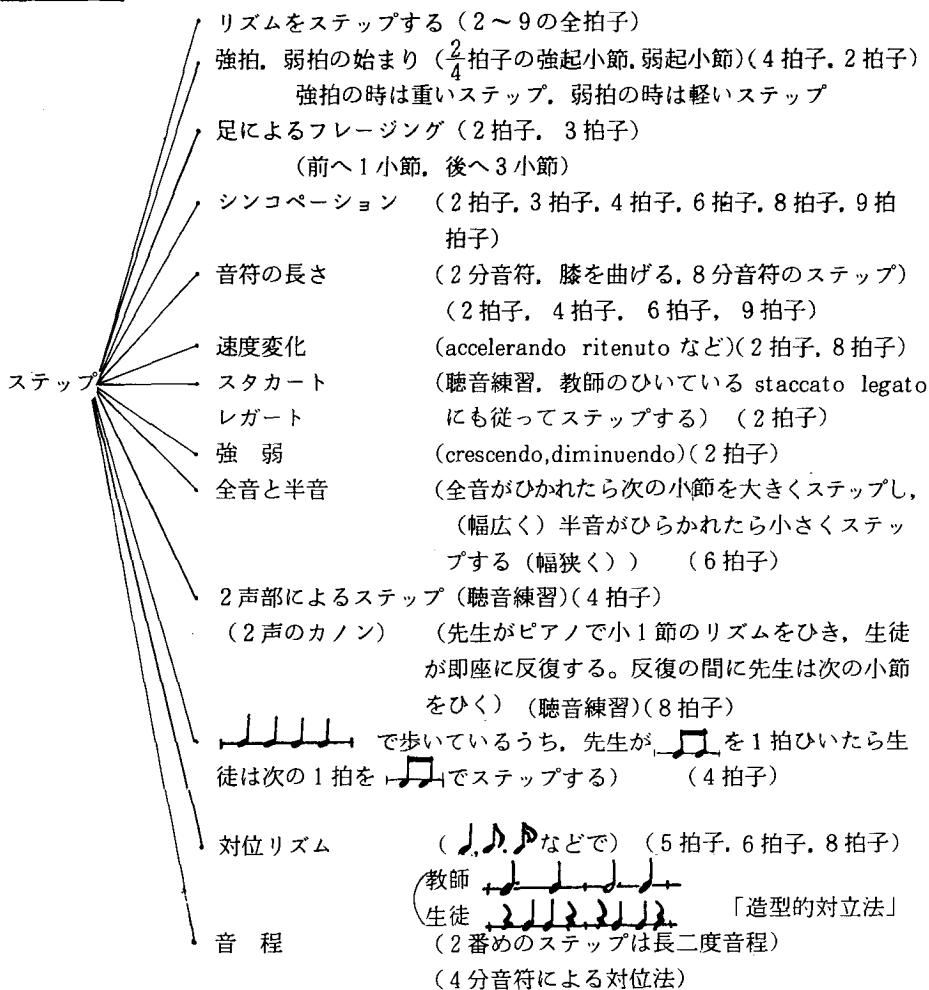 リズムをステップする（2〜9の全拍子）
強拍．弱拍の始まり（2/4拍子の強起小節．弱起小節）（4拍子．2拍子）
強拍の時は重いステップ．弱拍の時は軽いステップ
足によるフレージング（2拍子．3拍子）
（前へ1小節．後へ3小節）
シンコペーション （2拍子．3拍子．4拍子．6拍子．8拍子．9拍
拍子）
音符の長さ （2分音符．膝を曲げる．8分音符のステップ）
（2拍子．4拍子．6拍子，9拍子）
速度変化 (accelerando ritenuto など)（2拍子．8拍子）
ステップ
スタカート （聴音練習．教師のひいている staccato legato
レガート にも従ってステップする）（2拍子）
強 弱 (crescendo,diminuendo)（2拍子）
全音と半音 （全音がひかれたら次の小節を大きくステップし，
（幅広く）半音がひらかれたら小さくステッ
プする（幅狭く）） （6拍子）
2声部によるステップ（聴音練習）（4拍子）
（2声のカノン） （先生がピアノで小1節のリズムをひき，生徒
が即座に反復する。反復の間に先生は次の小節
をひく）（聴音練習）（8拍子）
で歩いているうち．先生が を1拍ひいたら生
徒は次の1拍を でステップする） （4拍子）
対位リズム （ などで）（5拍子．6拍子．8拍子）
教師
生徒 「造型的対立法」
音 程 （2番めのステップは長二度音程）
（4分音符による対位法）